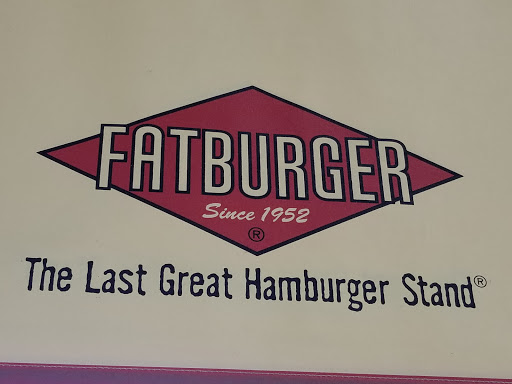 FATBURGER
Since 1952
®
The Last Great Hamburger Stand®